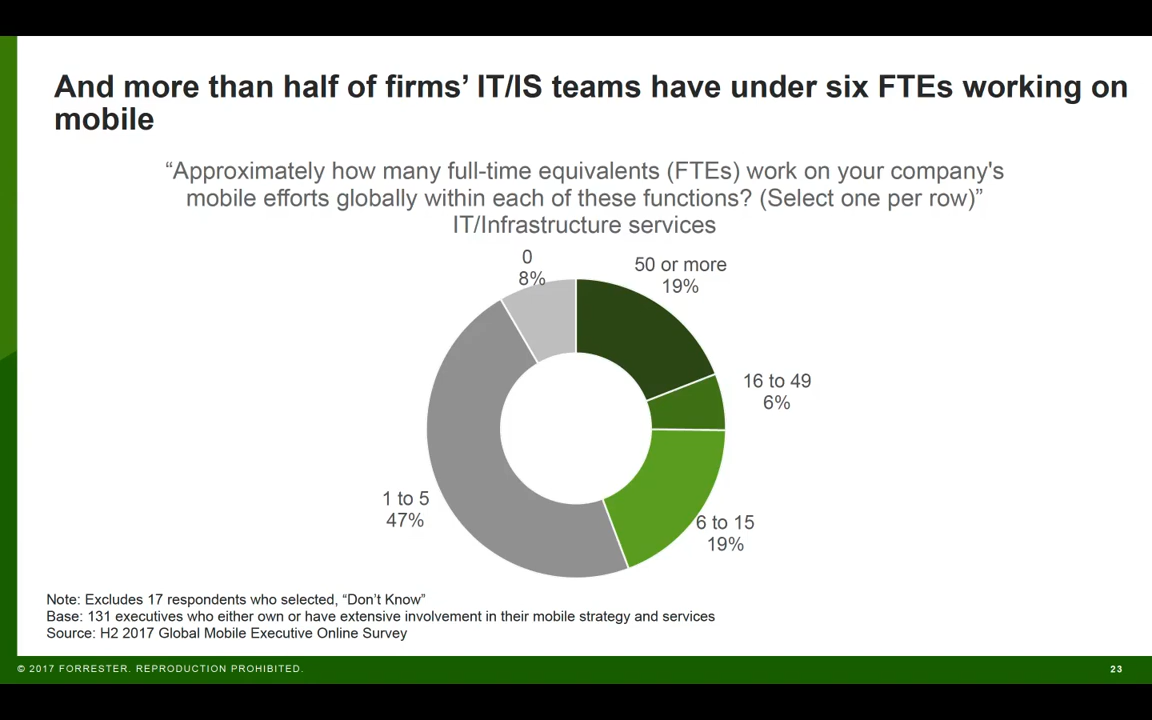 And more than half of firms’ IT/IS teams have under six FTEs working on
mobile
“Approximately how many full-time equivalents (FTEs) work on your company's
mobile efforts globally within each of these functions? (Select one per row)”
IT/Infrastructure services
0
8%
50 or more
19%
16 to 49
6%
1 to 5
47%
6 to 15
19%
Note: Excludes 17 respondents who selected, “Don’t Know”
Base: 131 executives who either own or have extensive involvement in their mobile strategy and services
Source: H2 2017 Global Mobile Executive Online Survey
© 2017 FORRESTER. REPRODUCTION PROHIBITED.
23